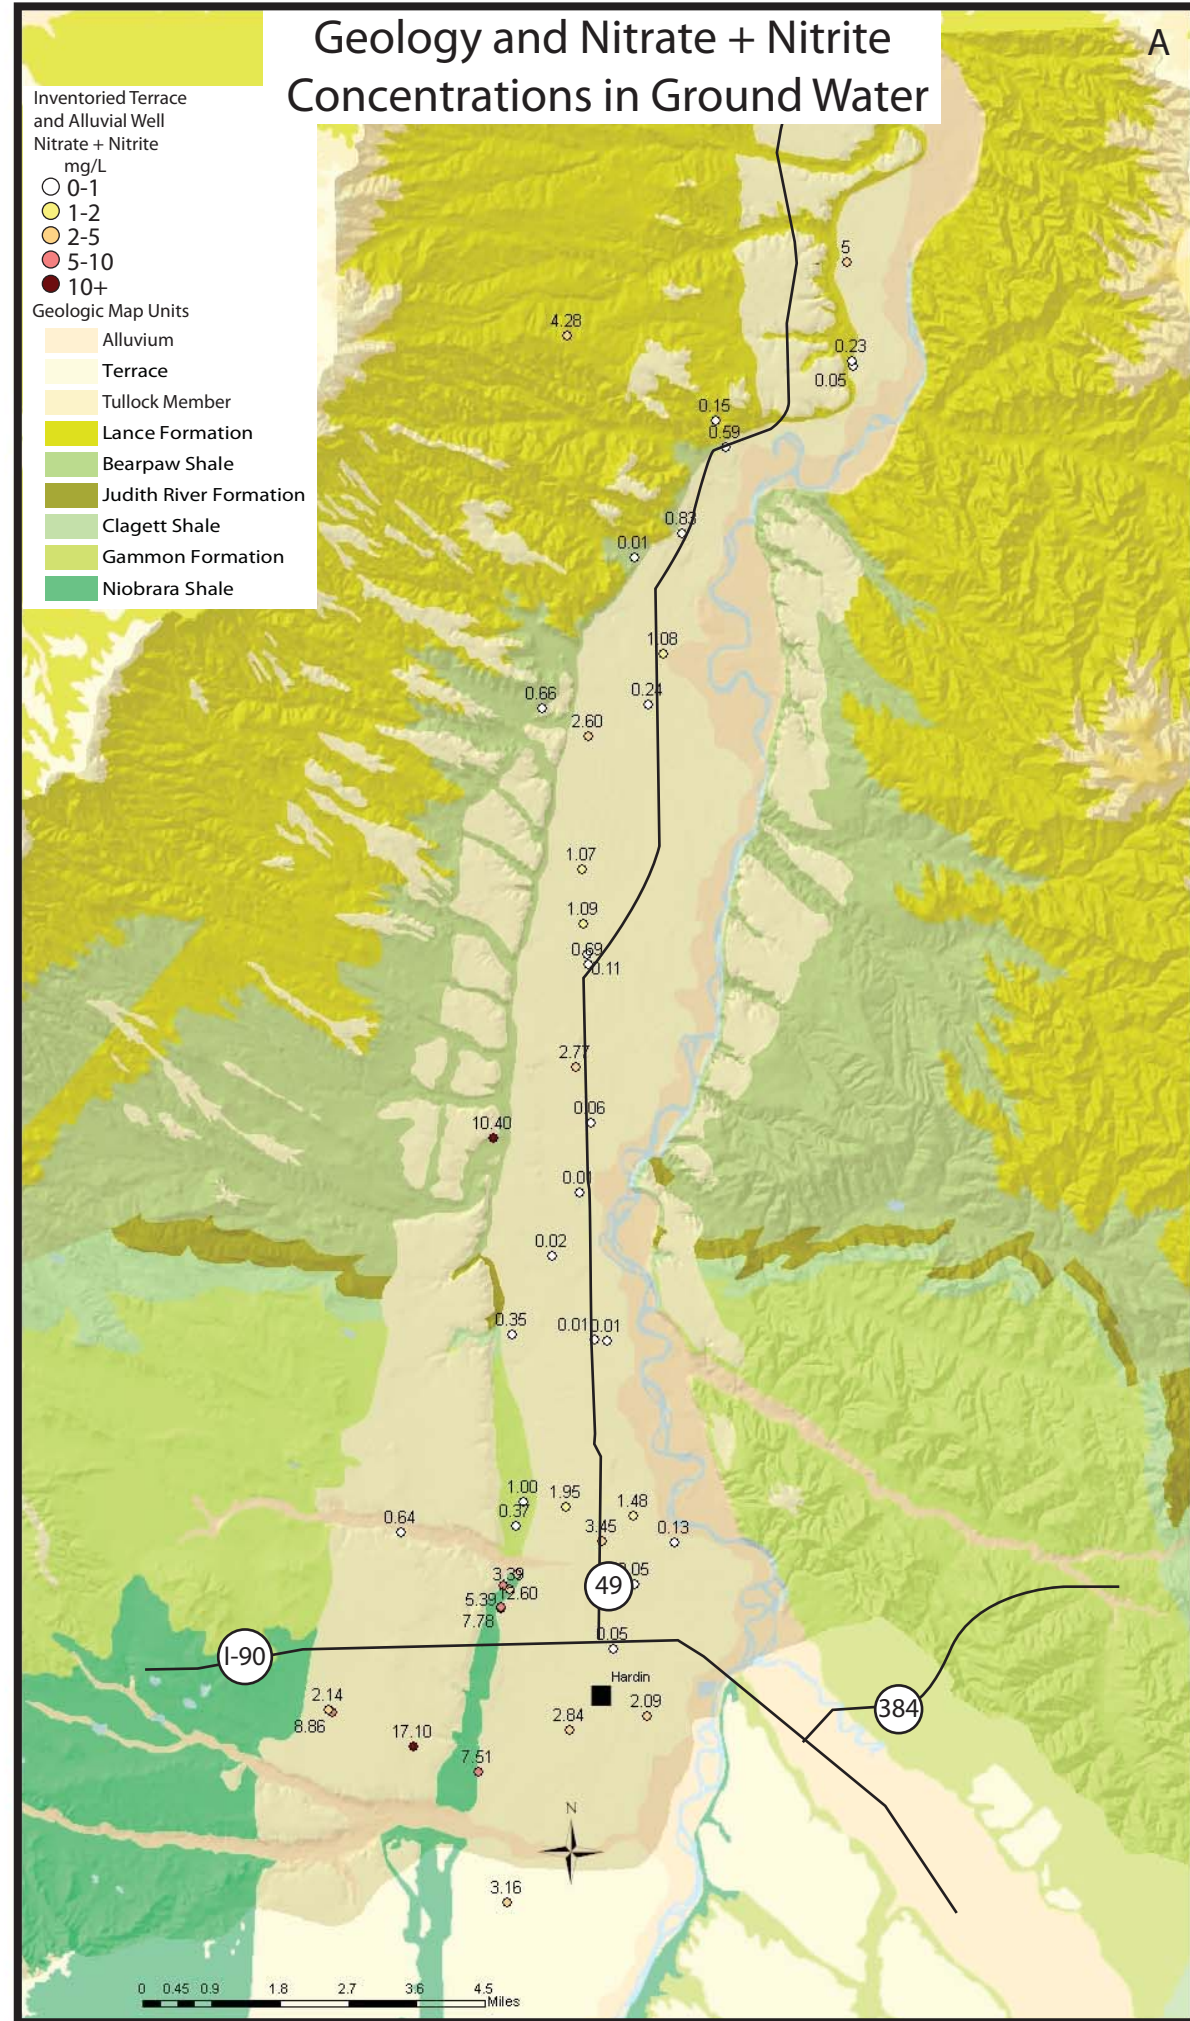 Geology and Nitrate + Nitrite
Concentrations in Ground Water
A
Inventoried Terrace
and Alluvial Well
Nitrate + Nitrite
mg/L
0-1
1-2
2-5
5-10
10+
Geologic Map Units
Alluvium
Terrace
Tullock Member
Lance Formation
Bearpaw Shale
Judith River Formation
Clagett Shale
Gammon Formation
Niobrara Shale
5
4.28
0.23
0.05
0.15
0.59
0.83
0.01
1.08
0.66
0.24
2.60
1.07
1.09
0.69
0.11
2.77
0.06
10.40
0.01
0.02
0.35
0.01
0.01
1.00
1.95
1.48
0.37
0.64
3.45
0.13
3.39
0.05
12.60
5.39
7.78
49
0.05
I-90
Hardin
2.14
8.86
2.84
2.09
384
17.10
7.51
N
3.16
0 0.45 0.9 1.8 2.7 3.6 4.5
Miles